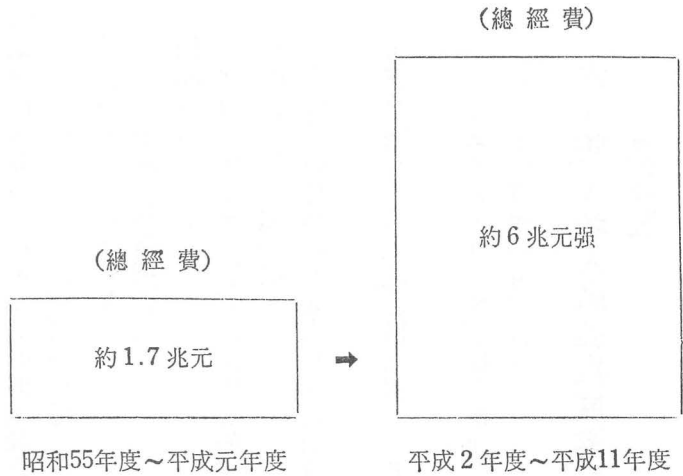 (總經費)
約6兆元强
(總經費)
約1.7兆元
➡
昭和55年度～平成元年度
平成2年度～平成11年度